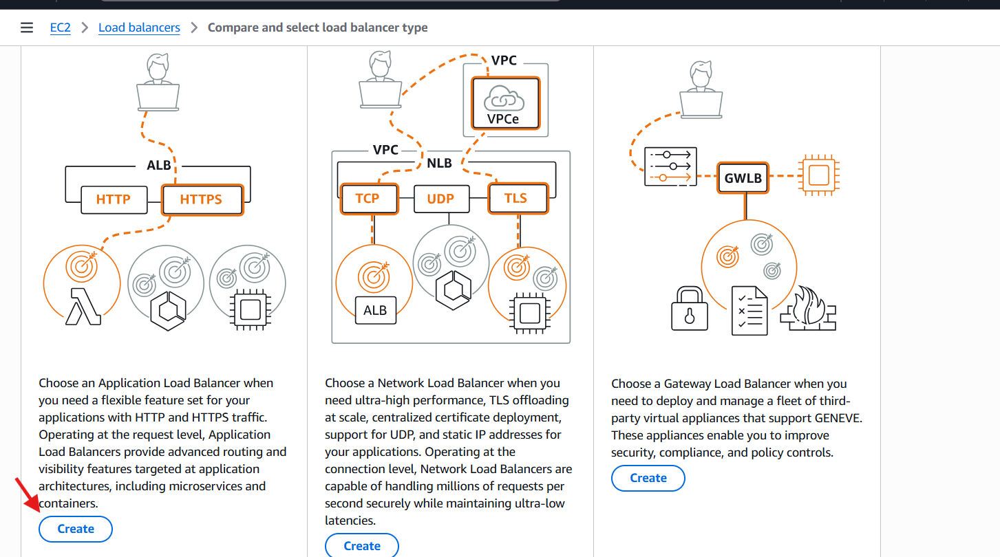 EC2 > Load balancers > Compare and select load balancer type
ALB
HTTP
HTTPS
VPC
VPCe
VPC
NLB
TCP
UDP
TLS
ALB
GWLB
Choose an Application Load Balancer when
you need a flexible feature set for your
applications with HTTP and HTTPS traffic.
Operating at the request level, Application
Load Balancers provide advanced routing and
visibility features targeted at application
architectures, including microservices and
containers.
Create
Choose a Network Load Balancer when you
need ultra-high performance, TLS offloading
at scale, centralized certificate deployment,
support for UDP, and static IP addresses for
your applications. Operating at the
connection level, Network Load Balancers are
capable of handling millions of requests per
second securely while maintaining ultra-low
latencies.
Create
Choose a Gateway Load Balancer when you
need to deploy and manage a fleet of third-
party virtual appliances that support GENEVE.
These appliances enable you to improve
security, compliance, and policy controls.
Create